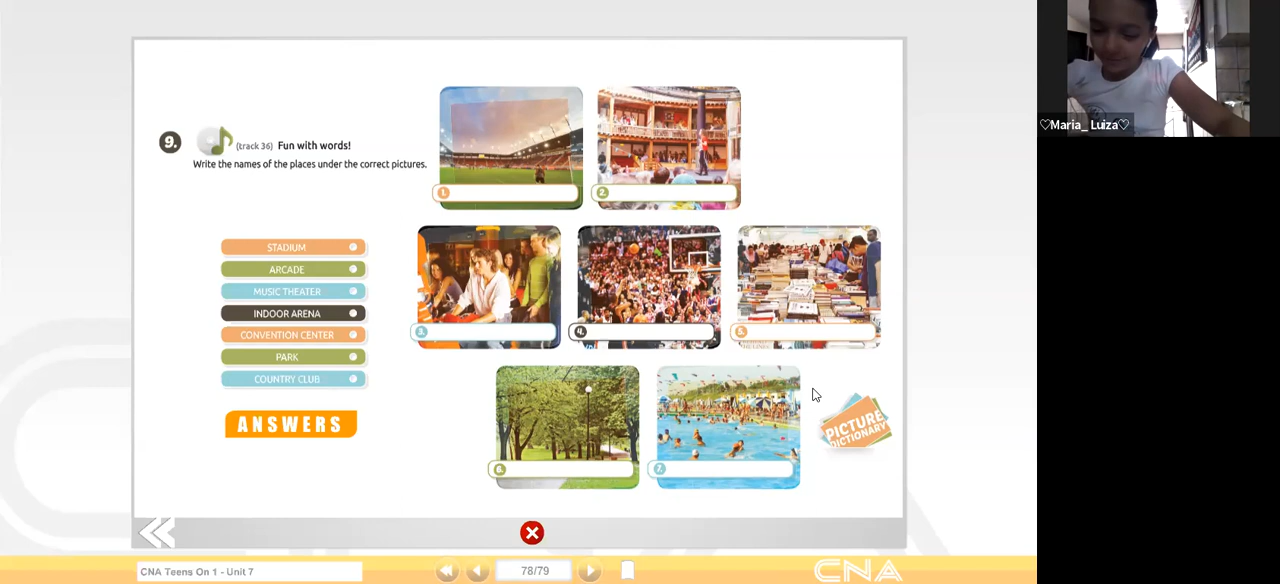 9.
(track 36) Fun with words!
Write the names of the places under the correct pictures.
1.
2.
STADIUM
ARCADE
MUSIC THEATER
INDOOR ARENA
CONVENTION CENTER
PARK
COUNTRY CLUB
ANSWERS
3.
4.
5.
6.
7.
PICTURE
DICTIONARY
CNA Teens On 1 - Unit 7
78/79
CNA
♡Maria_ Luiza♡